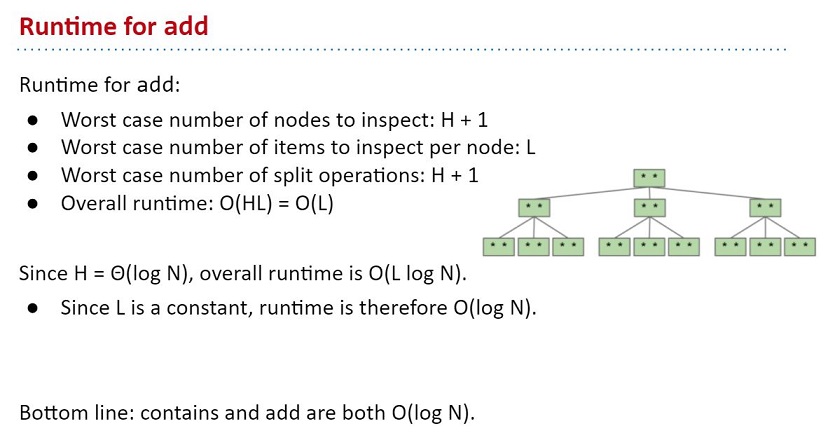 Runtime for add
Runtime for add:
● Worst case number of nodes to inspect: H + 1
● Worst case number of items to inspect per node: L
● Worst case number of split operations: H + 1
● Overall runtime: O(HL) = O(L)
Since H = Θ(log N), overall runtime is O(L log N).
● Since L is a constant, runtime is therefore O(log N).
Bottom line: contains and add are both O(log N).
* *
* *
* *
* *
* *
* *
* *
* *
* *
* *
* *
* *
* *